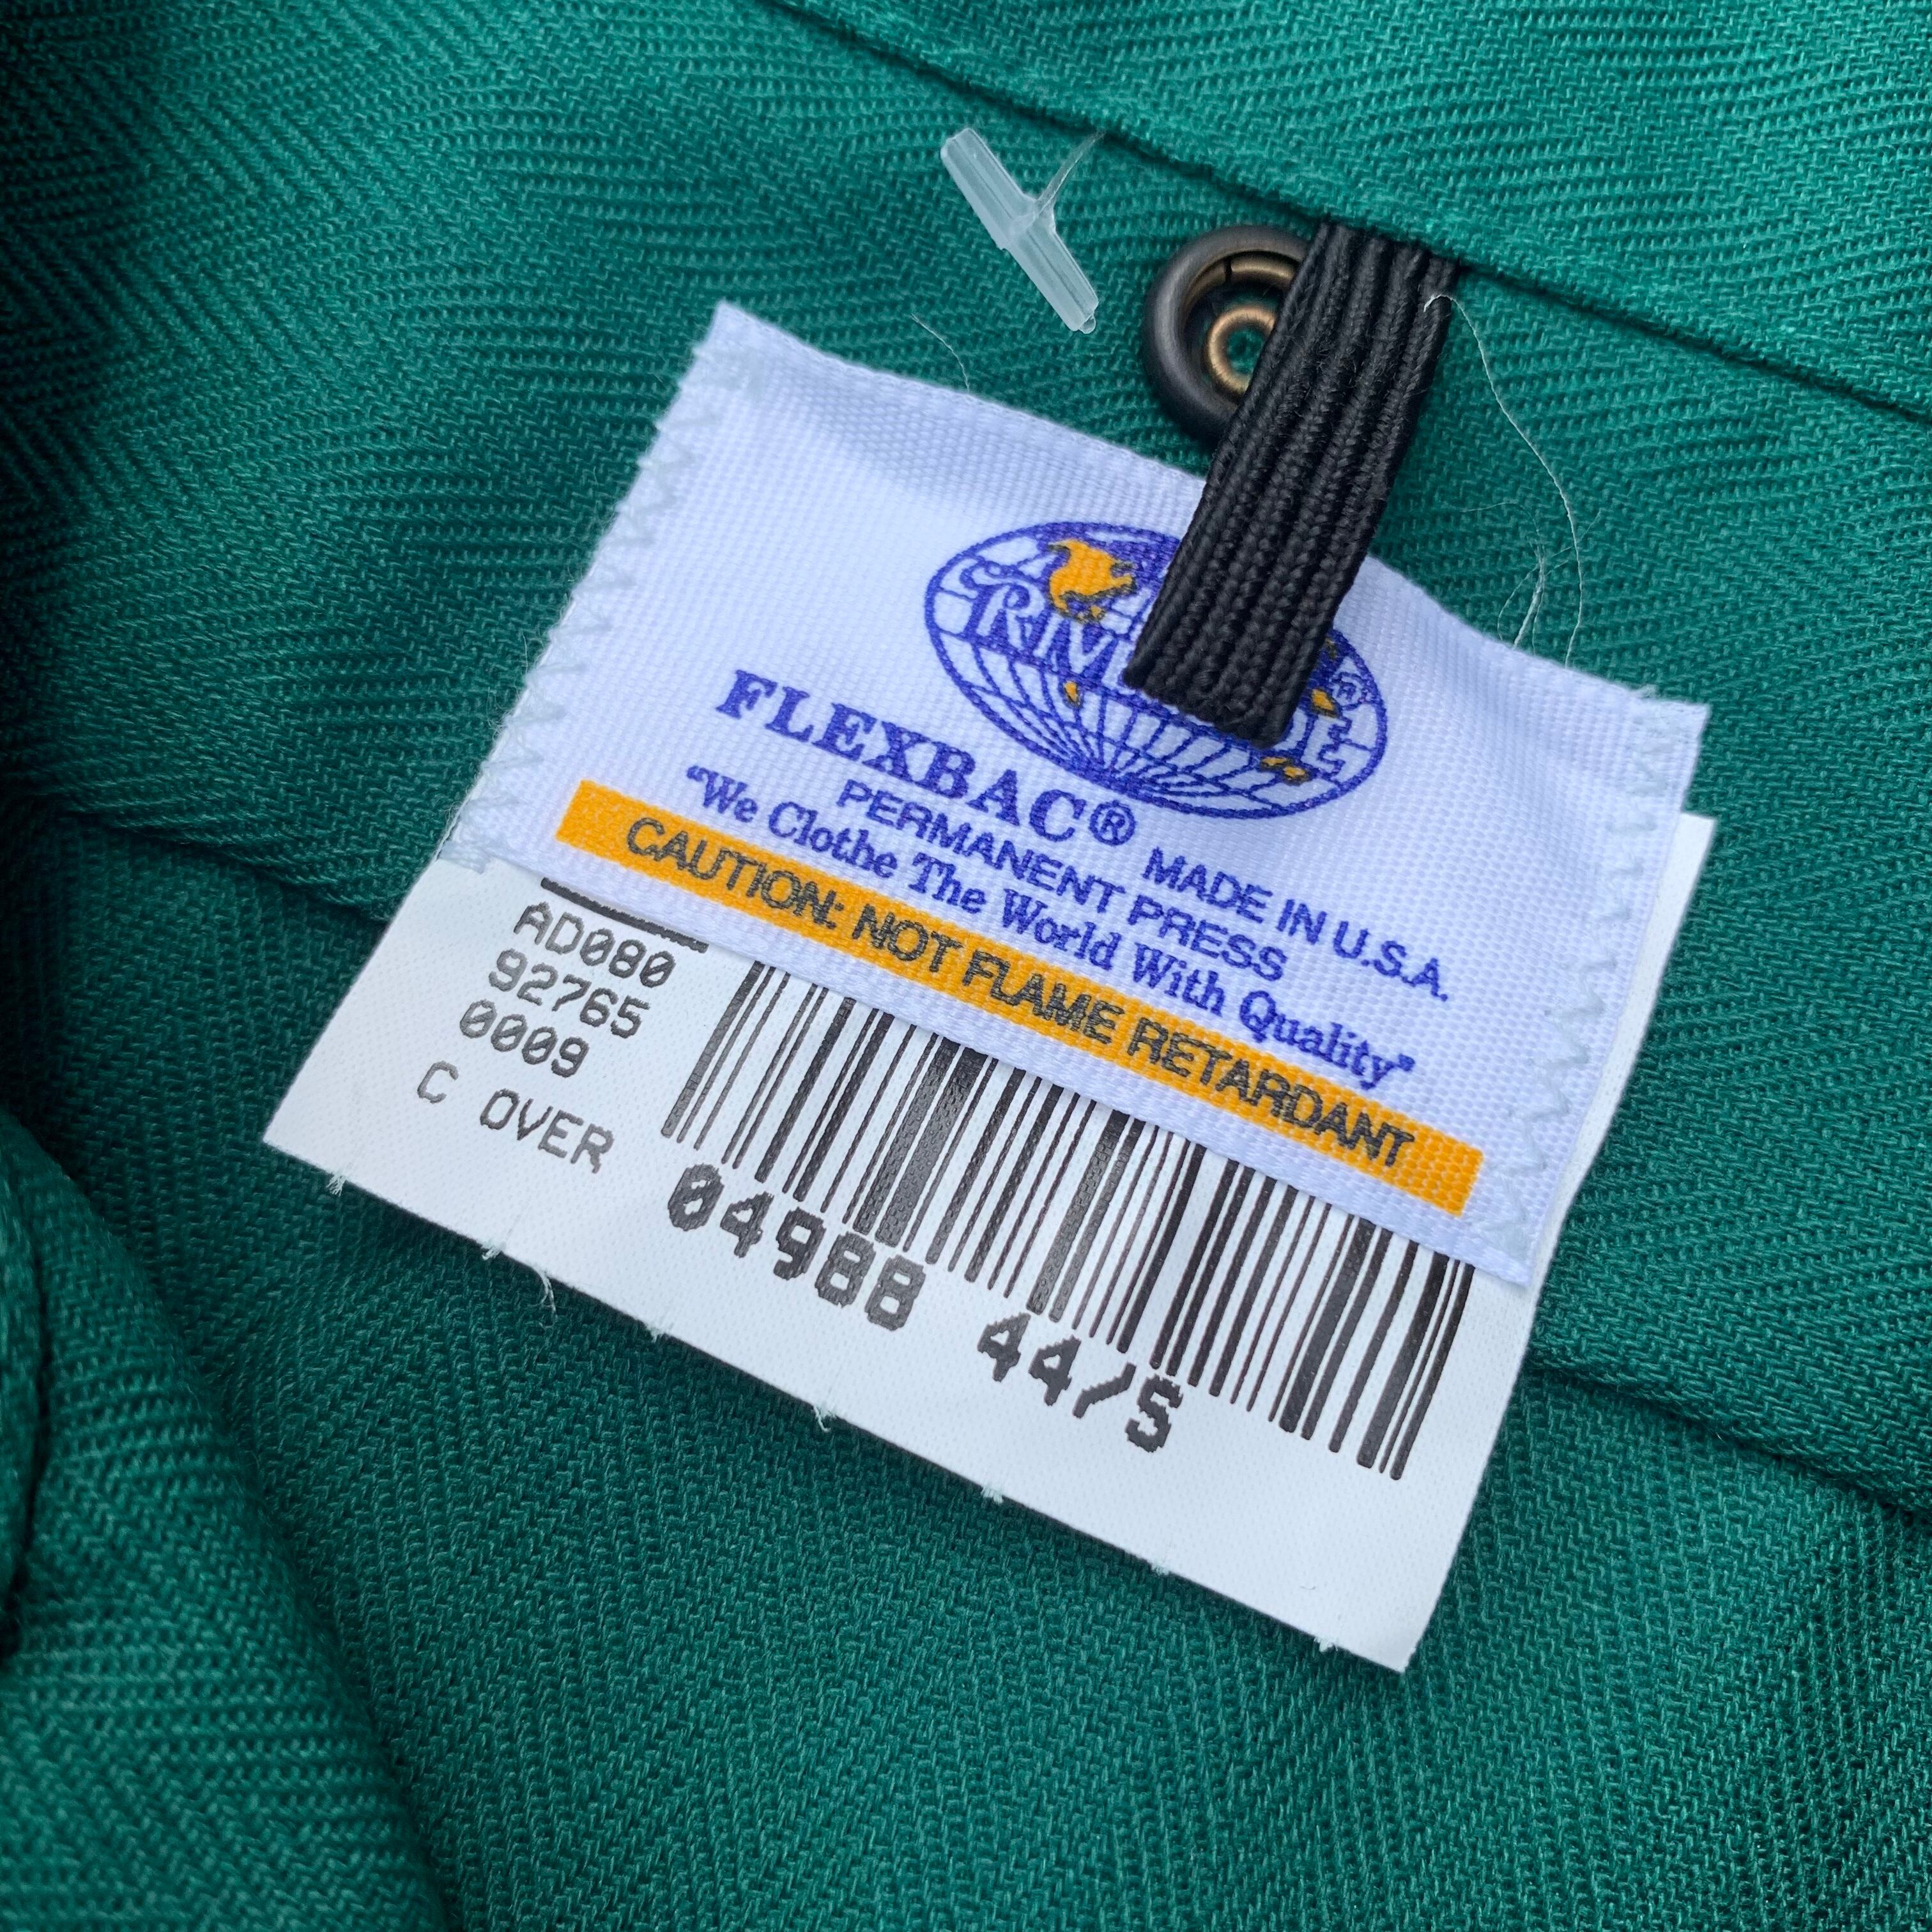 FLEXBAC® MADE IN U.S.A.
PERMANENT PRESS
"We Clothe The World With Quality"
CAUTION: NOT FLAME RETARDANT
AD080
92765
0009
C OVER
04988 44/5